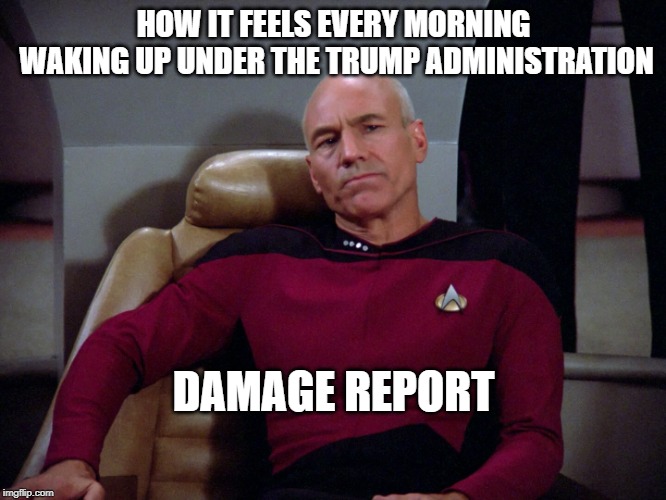 HOW IT FEELS EVERY MORNING
WAKING UP UNDER THE TRUMP ADMINISTRATION
DAMAGE REPORT
imgflip.com